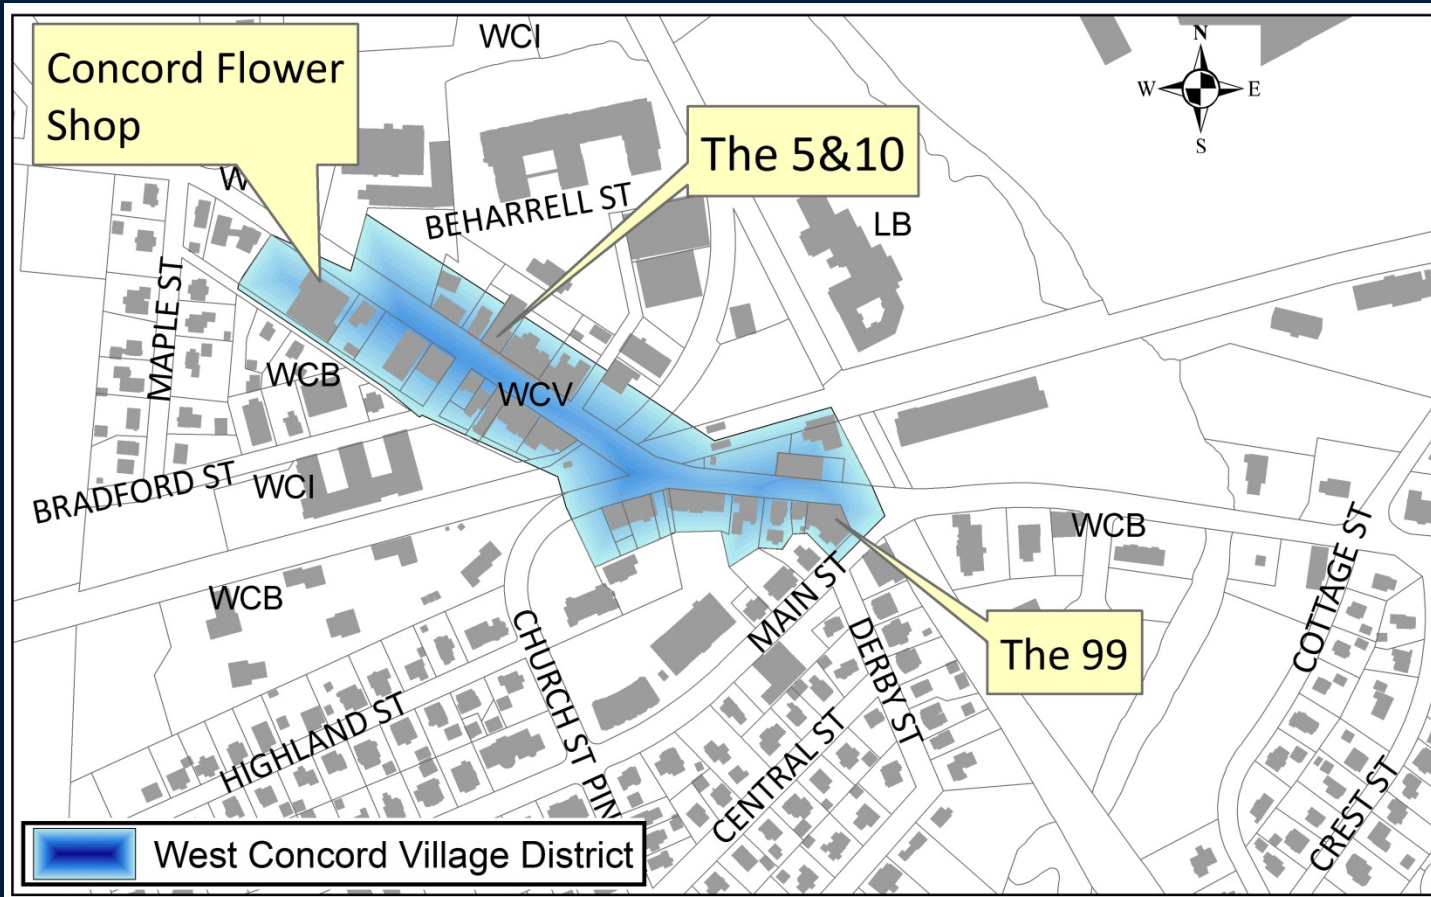 WCI
Concord Flower
Shop
N
W
E
S
The 5&10
W
BEHARRELL ST
LB
MAPLE ST
WCB
WCV
BRADFORD ST
WCI
WCB
WCB
MAIN ST
COTTAGE ST
CHURCH ST
DERBY ST
The 99
HIGHLAND ST
CENTRAL ST
PIN
CREST ST
West Concord Village District